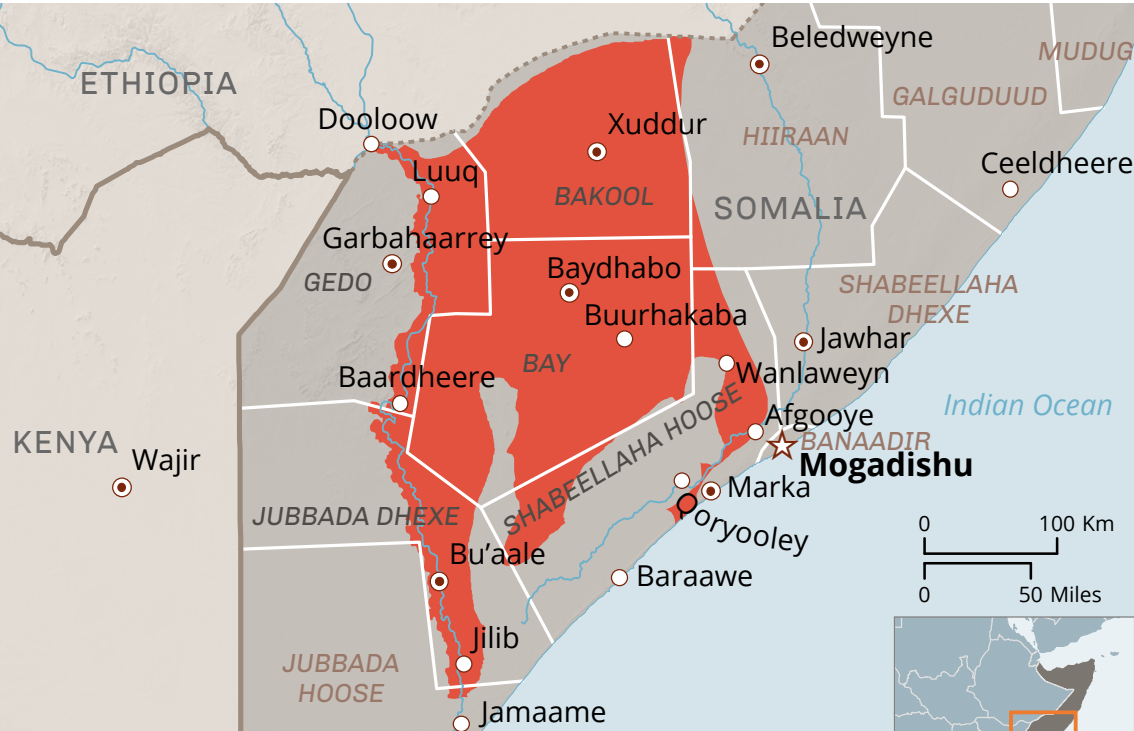 Beledweyne
MUDUG
ETHIOPIA
GALGUDUUD
Dooloow
Xuddur
HIIRAAN
Ceeldheere
Luuq
BAKOOL
SOMALIA
Garbahaarrey
GEDO
Baydhabo
SHABEELLAHA
DHEXE
Buurhakaba
Jawhar
BAY
Baardheere
Wanlaweyn
Indian Ocean
Afgooye
BANAADIR
KENYA
Wajir
Mogadishu
SHABEELLAHA HOOSE
Marka
JUBBADA DHEXE
Qoryooley
0 100 Km
Bu’aale
Baraawe
0 50 Miles
Jilib
JUBBADA
HOOSE
Jamaame